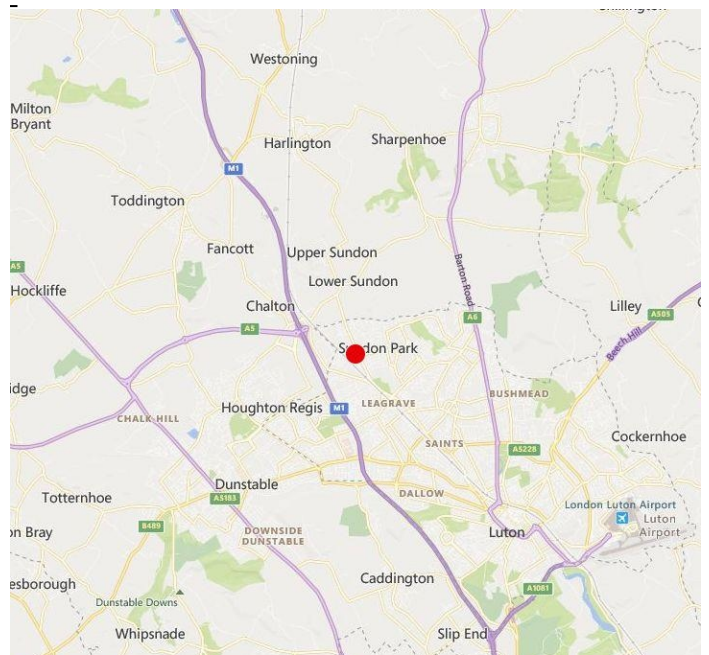 Westoning
Milton
Bryant
Harlington
Sharpenhoe
M1
Toddington
Fancott
Upper Sundon
A5
Hockliffe
Lower Sundon
Barton Road
Chalton
Lilley
A505
A6
A5
Beech Hill
Sundon Park
idge
LEAGRAVE
BUSHMEAD
Houghton Regis
M1
CHALK HILL
SAINTS
A5228
Cockernhoe
Dunstable
A5183
DALLOW
Totternhoe
London Luton Airport
Luton
Airport
B489
on Bray
DOWNSIDE
DUNSTABLE
Luton
esborough
Caddington
A1081
Dunstable Downs
Whipsnade
Slip End